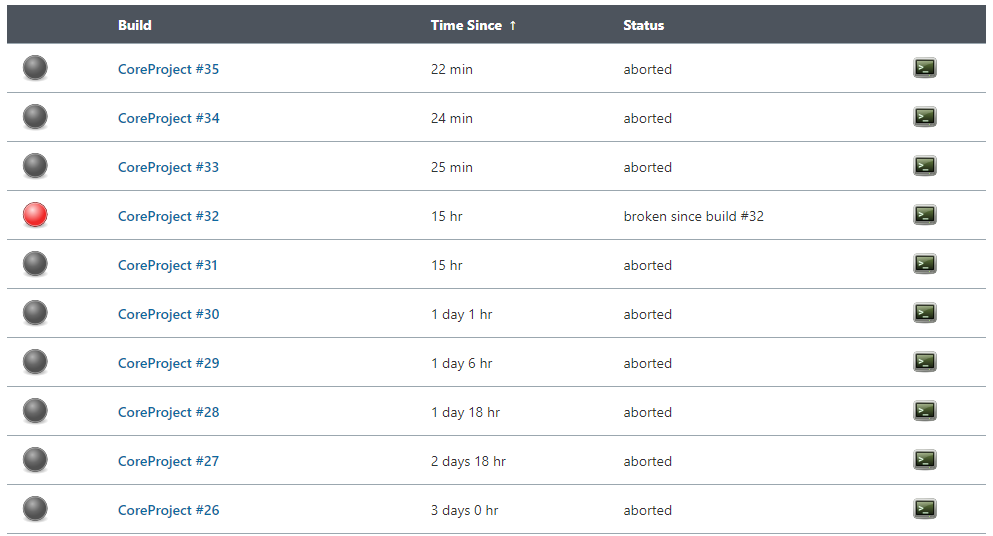 Build Time Since ↑ Status
CoreProject #35 22 min aborted
CoreProject #34 24 min aborted
CoreProject #33 25 min aborted
CoreProject #32 15 hr broken since build #32
CoreProject #31 15 hr aborted
CoreProject #30 1 day 1 hr aborted
CoreProject #29 1 day 6 hr aborted
CoreProject #28 1 day 18 hr aborted
CoreProject #27 2 days 18 hr aborted
CoreProject #26 3 days 0 hr aborted